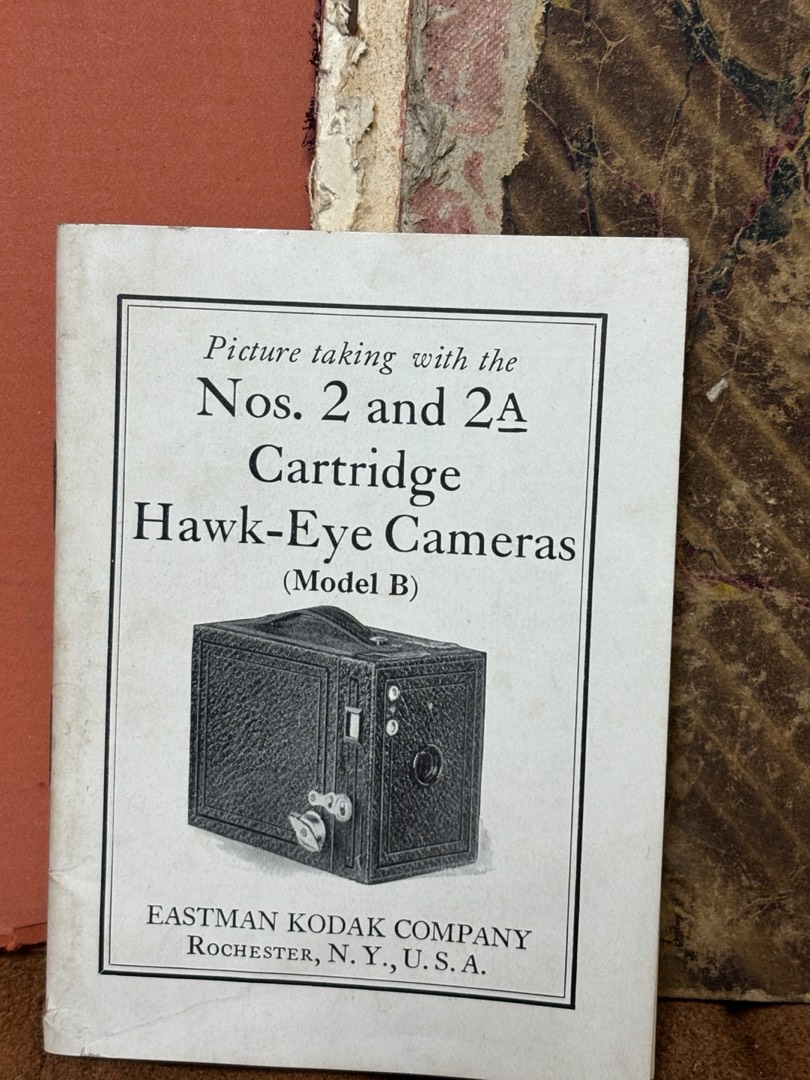 Picture taking with the
Nos. 2 and 2A
Cartridge
Hawk-Eye Cameras
(Model B)
EASTMAN KODAK COMPANY
ROCHESTER, N. Y., U. S. A.